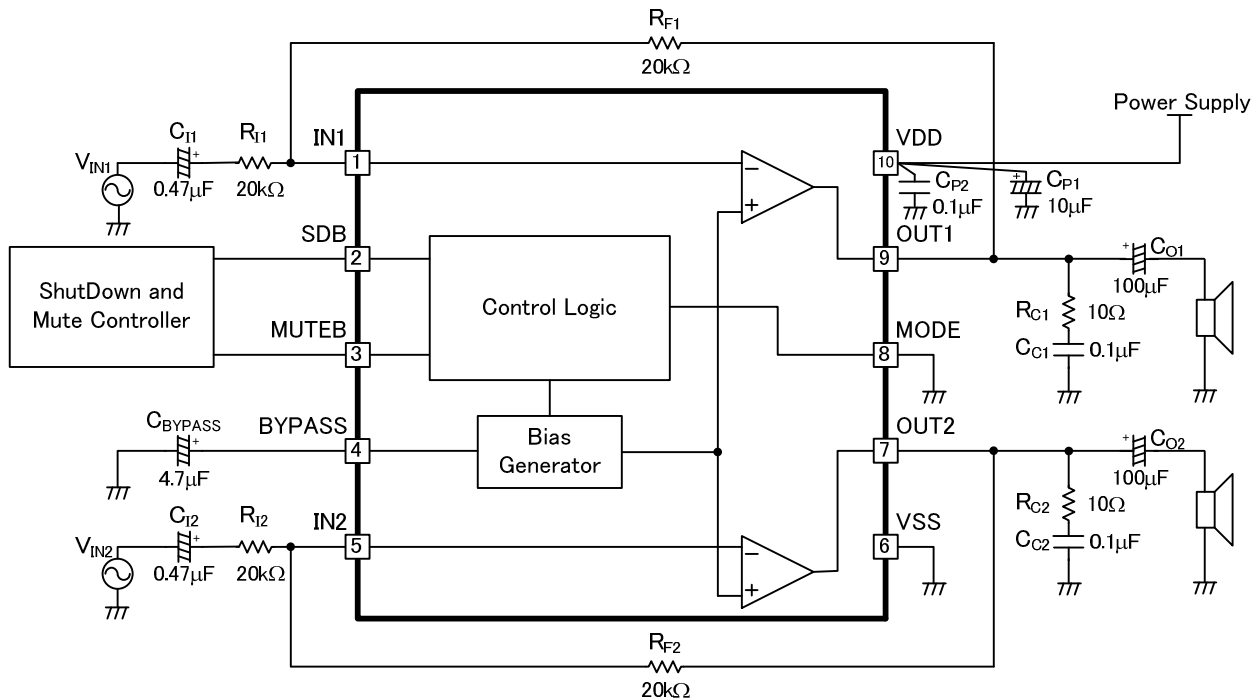 RF1
20kΩ
Power Supply
CI1
+
RI1
IN1
VDD
VIN1
0.47μF
20kΩ
1
10
−
+
CP2
0.1μF
+
CP1
10μF
SDB
OUT1
2
9
+
CO1
100μF
ShutDown and
Mute Controller
Control Logic
RC1
10Ω
MUTEB
MODE
3
8
CC1
0.1μF
CBYPASS
+
BYPASS
OUT2
4
4.7μF
Bias
Generator
7
+
CO2
100μF
CI2
+
RI2
IN2
VSS
RC2
10Ω
VIN2
0.47μF
20kΩ
5
6
−
+
CC2
0.1μF
RF2
20kΩ